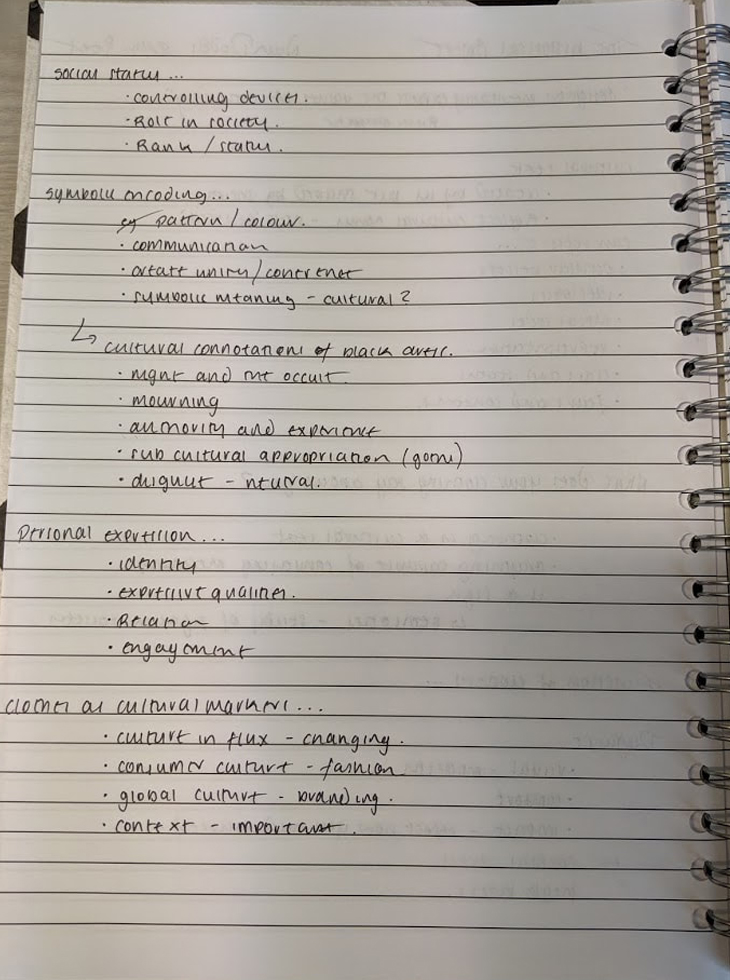 social status...
· controlling devices.
· Role in society.
· Rank / status.
symbolic encoding...
pattern / colour.
· communication
· create unity / conformity
· symbolic meaning - cultural?
↳ cultural connotations of black attire.
· night and the occult.
· mourning
· authority and experience
· sub cultural appropriation (goths)
· disguise - neutral.
Personal expression...
· identity
· expressive qualities.
· Relation
· engagement
clothes as cultural markers...
· culture in flux - changing.
· consumer culture - fashion
· global culture - branding.
· context - important.